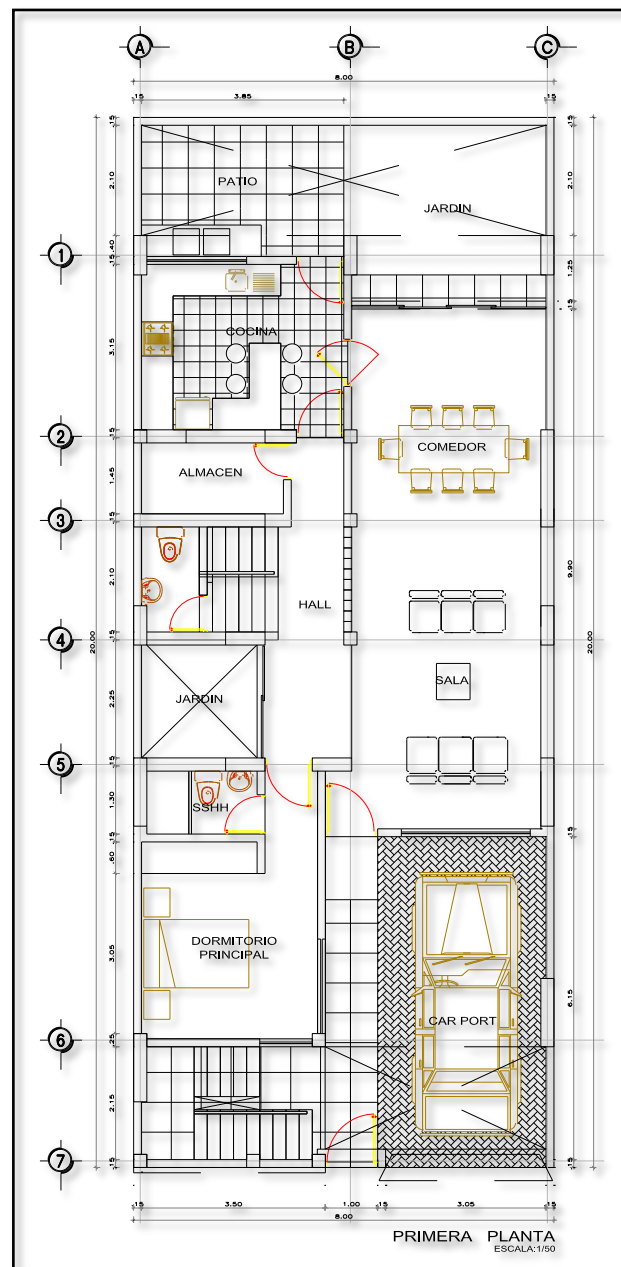 A B C
8.00
.15 3.85 .15
.15
.15
PATIO
2.10
2.10
JARDIN
1
.40
.15
1.25
.15
COCINA
3.15
2
.15
COMEDOR
ALMACEN
1.45
3
.15
2.10
HALL
9.90
4
.15
20.00
20.00
JARDIN
SALA
2.25
5
.15
.15
1.30
SSHH
.15
.60
3.05
DORMITORIO
PRINCIPAL
CAR PORT
6.15
6
.25
2.15
7
.15
.15
.15 3.50 1.00 .15 3.05 .15
8.00
PRIMERA PLANTA
ESCALA:1/50